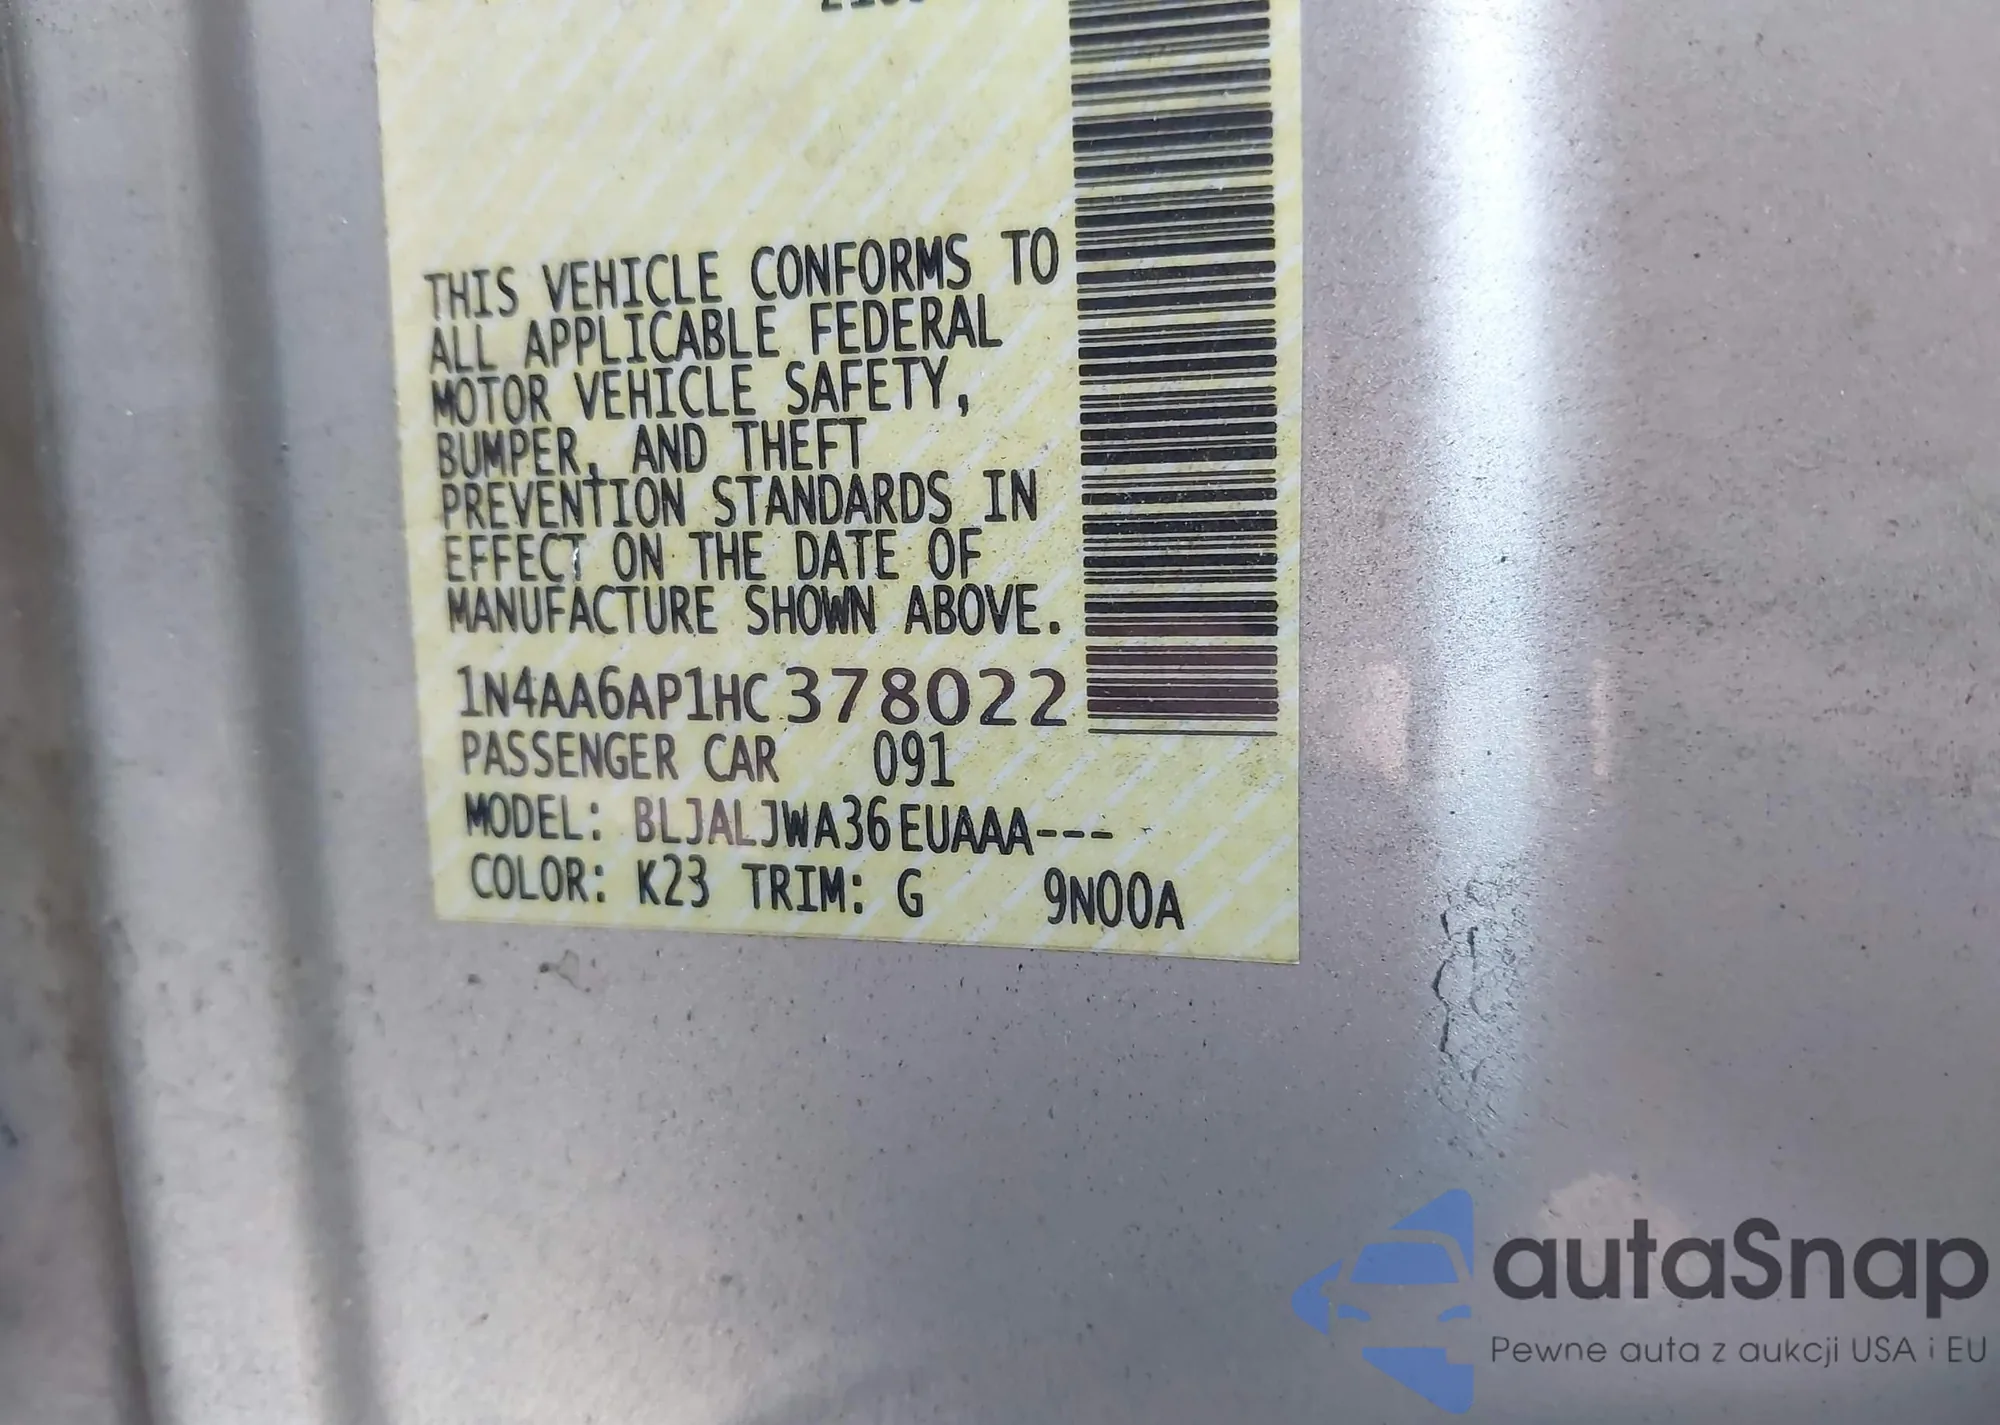 THIS VEHICLE CONFORMS TO
ALL APPLICABLE FEDERAL
MOTOR VEHICLE SAFETY,
BUMPER, AND THEFT
PREVENTION STANDARDS IN
EFFECT ON THE DATE OF
MANUFACTURE SHOWN ABOVE.
1N4AA6AP1HC378022
PASSENGER CAR 091
MODEL: BLJALJWA36EUAAA---
COLOR: K23 TRIM: G 9N00A
autaSnap
Pewne auta z aukcji USA i EU